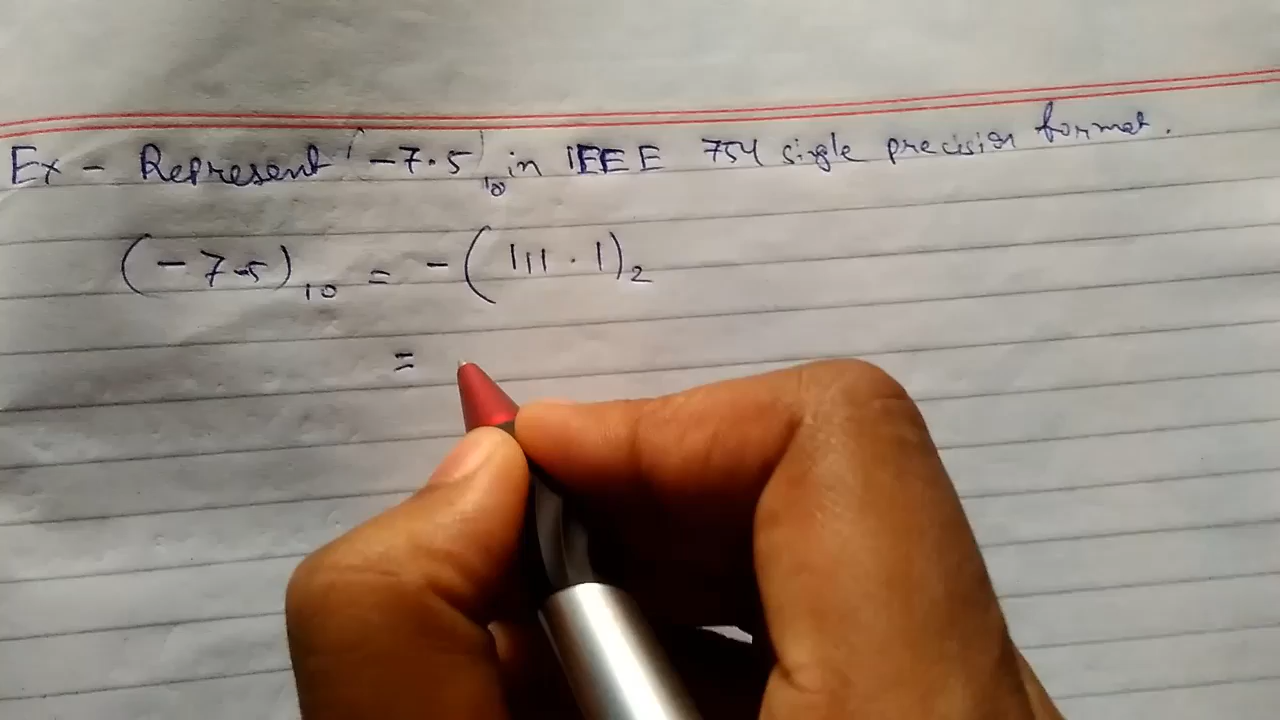 Ex - Represent (-7.5)10 in IEEE 754 single precision format.
(-7.5)10 = -(111.1)2
=